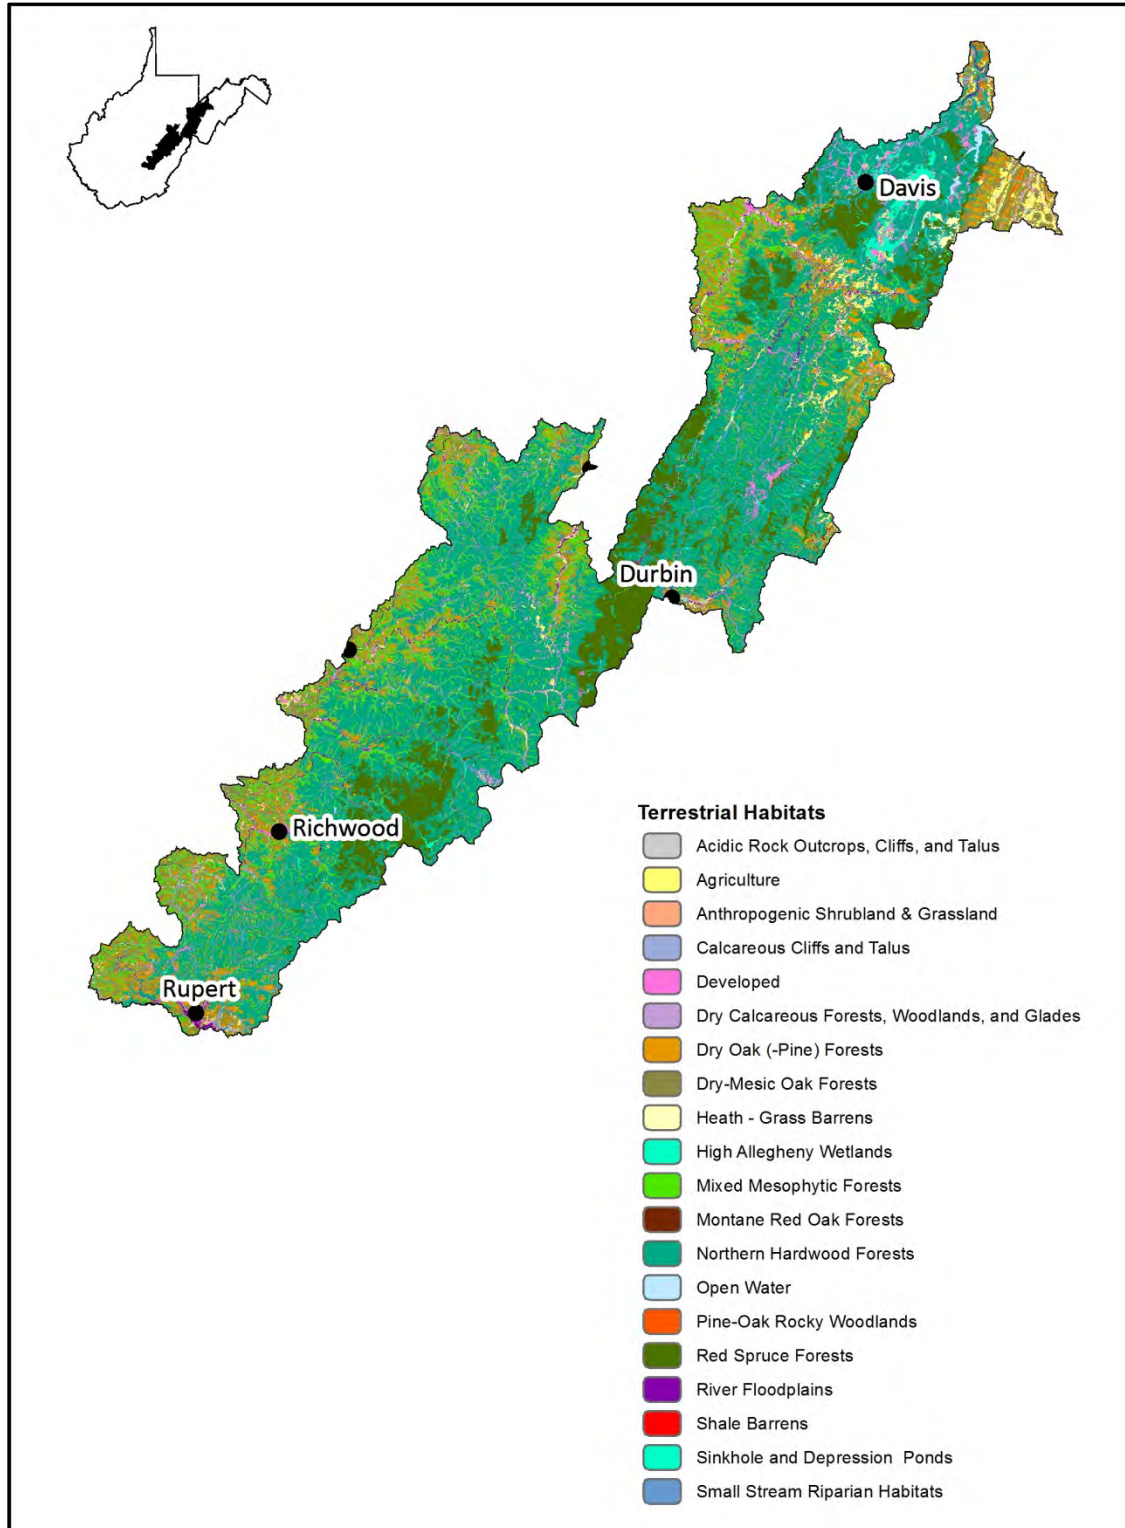 Davis
Durbin
Richwood
Rupert
Terrestrial Habitats
Acidic Rock Outcrops, Cliffs, and Talus
Agriculture
Anthropogenic Shrubland & Grassland
Calcareous Cliffs and Talus
Developed
Dry Calcareous Forests, Woodlands, and Glades
Dry Oak (-Pine) Forests
Dry-Mesic Oak Forests
Heath - Grass Barrens
High Allegheny Wetlands
Mixed Mesophytic Forests
Montane Red Oak Forests
Northern Hardwood Forests
Open Water
Pine-Oak Rocky Woodlands
Red Spruce Forests
River Floodplains
Shale Barrens
Sinkhole and Depression  Ponds
Small Stream Riparian Habitats